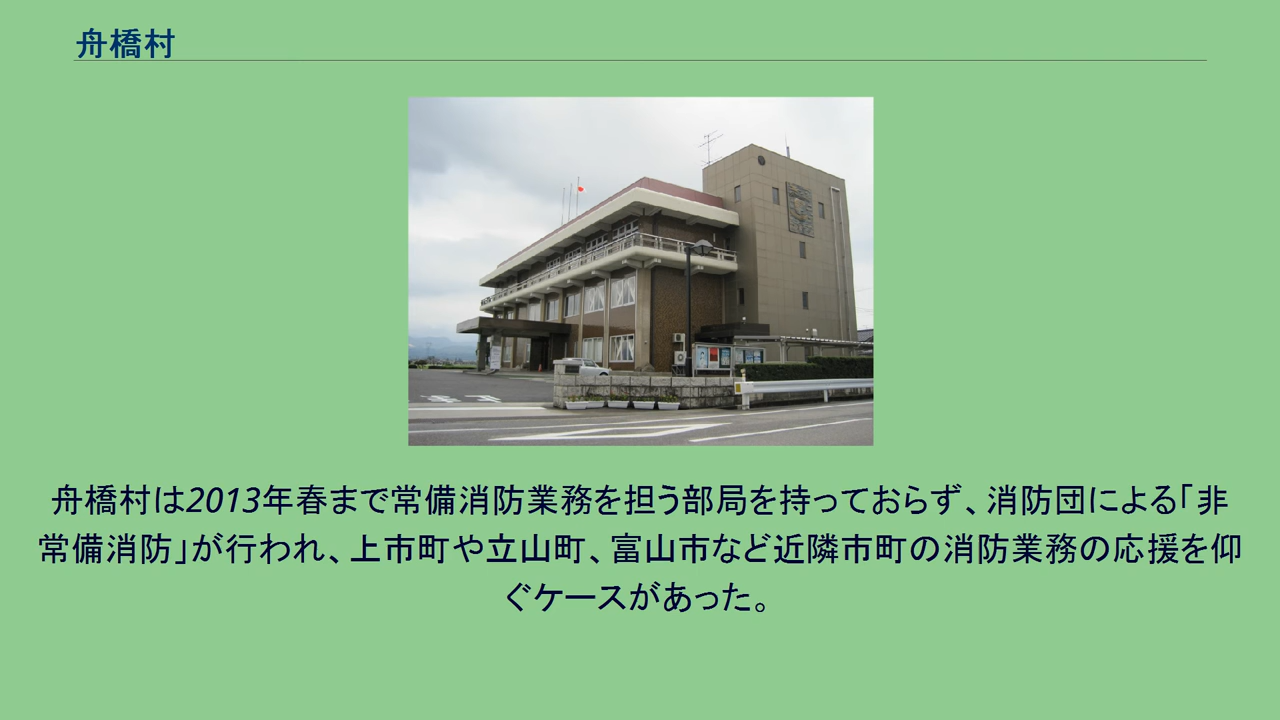 舟橋村
舟橋村は2013年春まで常備消防業務を担う部局を持っておらず、消防団による「非
常備消防」が行われ、上市町や立山町、富山市など近隣市町の消防業務の応援を仰
ぐケースがあった。